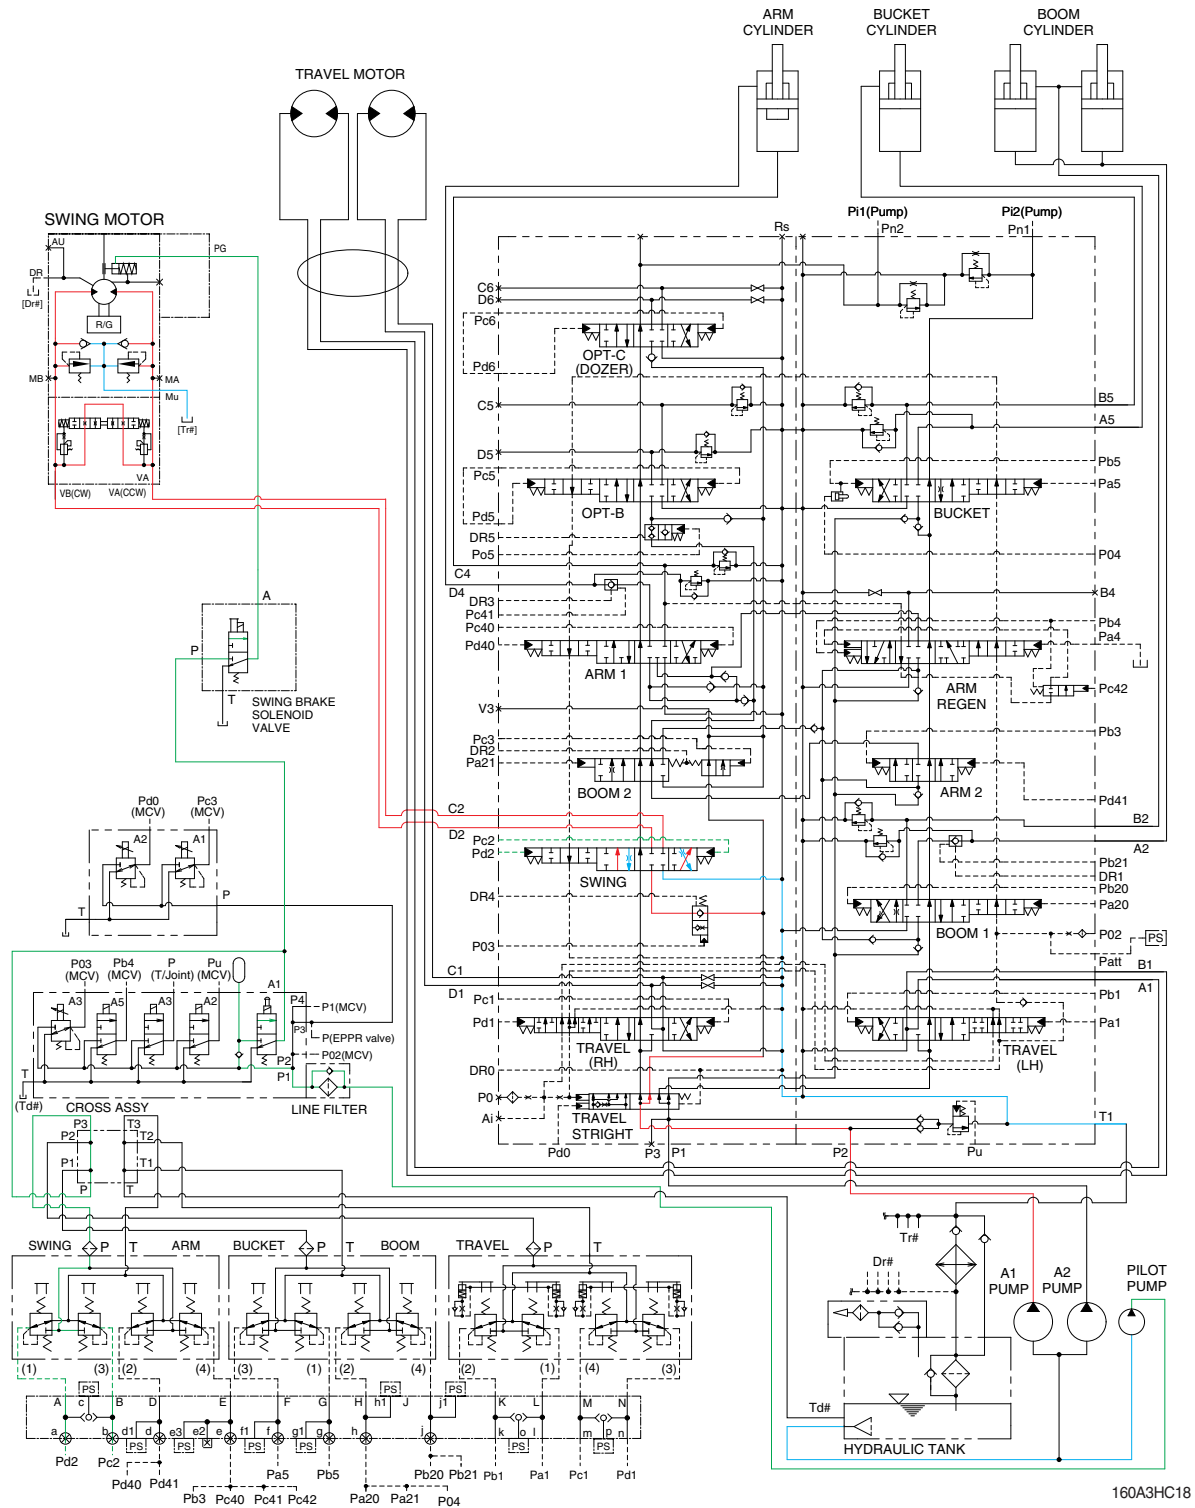 ARM
CYLINDER
BUCKET
CYLINDER
BOOM
CYLINDER
TRAVEL MOTOR
SWING MOTOR
AU
PG
DR
[Dr#]
R/G
MB
MA
Mu
[Tr#]
VA
VB(CW)
VA(CCW)
Pi1(Pump)
Pi2(Pump)
Rs
Pn2
Pn1
C6
D6
Pc6
OPT-C
(DOZER)
Pd6
C5
B5
A5
D5
Pc5
Pb5
Pa5
OPT-B
BUCKET
Pd5
DR5
Po5
P04
C4
D4
B4
DR3
Pc41
Pc40
Pb4
Pa4
Pd40
ARM 1
ARM
REGEN
Pc42
V3
Pb3
Pc3
DR2
Pa21
BOOM 2
ARM 2
Pd41
A
P
T
SWING BRAKE
SOLENOID
VALVE
C2
B2
D2
A2
Pc2
Pd2
SWING
Pb21
DR1
Pb20
Pa20
DR4
BOOM 1
P03
P02
PS
Patt
C1
B1
A1
D1
Pc1
Pb1
Pd1
Pa1
TRAVEL
(RH)
TRAVEL
(LH)
DR0
P0
Ai
TRAVEL
STRIGHT
T1
Pd0
P3
P1
P2
Pu
Pd0
(MCV)
Pc3
(MCV)
A2
A1
P
T
P03
(MCV)
Pb4
(MCV)
P
(T/Joint)
Pu
(MCV)
A3
A5
A3
A2
A1
P4
P1(MCV)
P3
P(EPPR valve)
P02(MCV)
P2
P1
T
(Td#)
LINE FILTER
CROSS ASSY
P3
T3
P2
T2
P1
T1
P
T
SWING
P
T
ARM
BUCKET
P
T
BOOM
TRAVEL
P
T
(1)
(3)
(2)
(4)
(3)
(1)
(2)
(4)
(2)
(1)
(4)
(3)
PS
PS
PS
PS
A
c
B
D
E
F
G
H
h1
J
j1
K
L
M
N
a
b
d1
d
e3
e2
e
f1
f
g1
g
h
j
k
o
l
m
p
n
PS
PS
PS
PS
PS
Pd2
Pc2
Pd40
Pd41
Pb3
Pc40
Pc41
Pc42
Pa5
Pb5
Pa20
Pa21
P04
Pb20
Pb21
Pb1
Pa1
Pc1
Pd1
Tr#
Dr#
A1
PUMP
A2
PUMP
PILOT
PUMP
Td#
HYDRAULIC TANK
160A3HC18